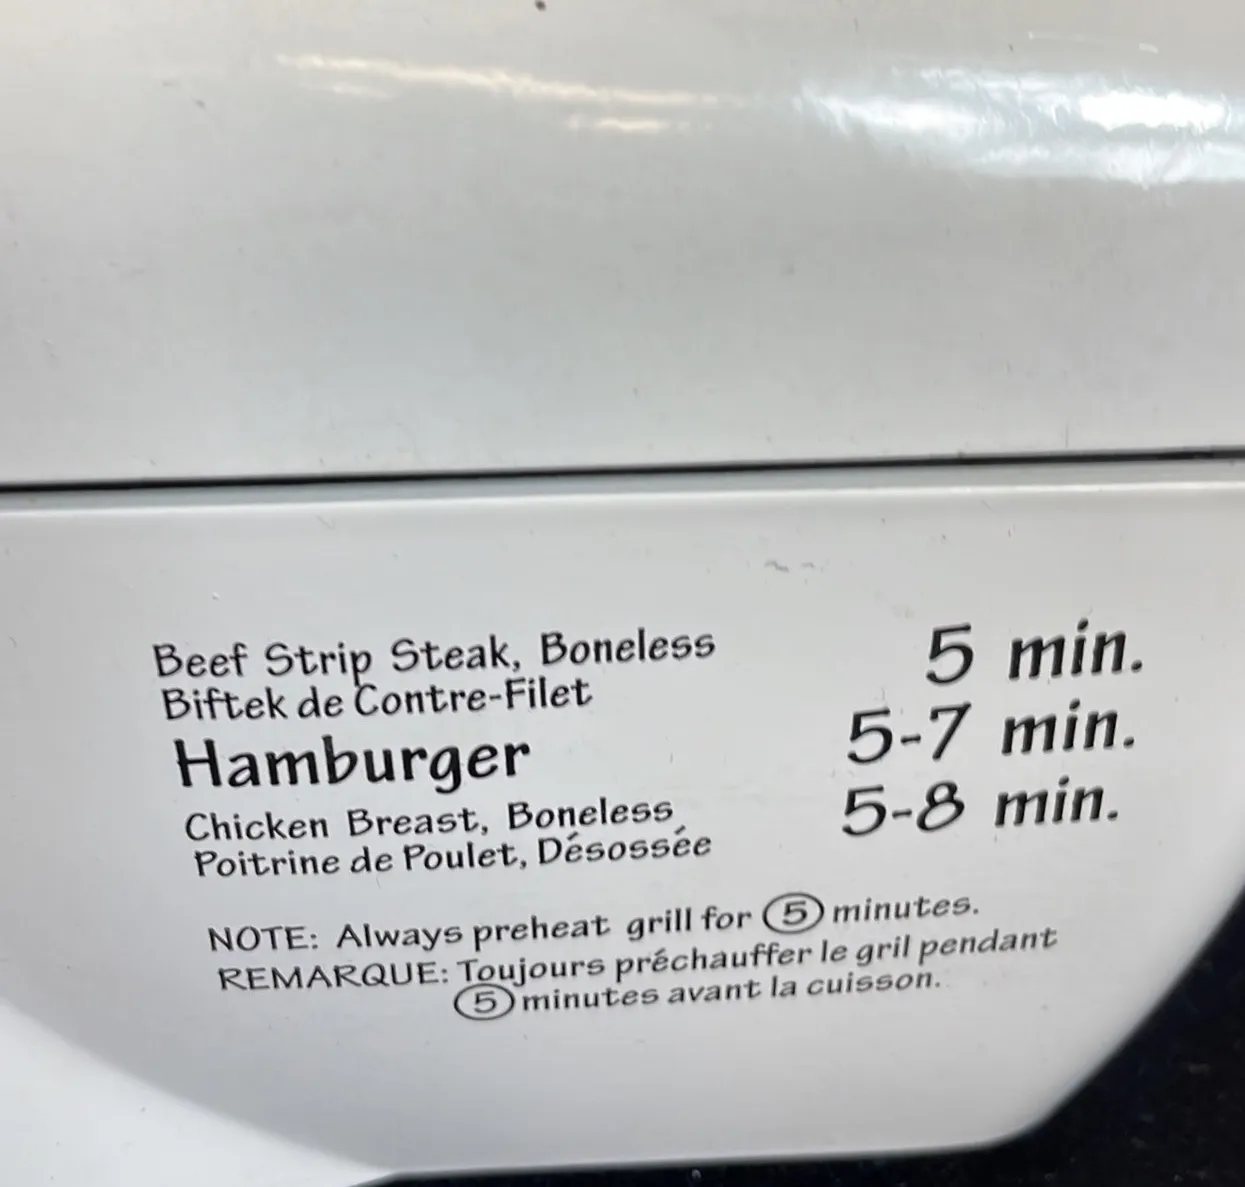 Beef Strip Steak, Boneless 5 min.
Biftek de Contre-Filet
Hamburger 5-7 min.
Chicken Breast, Boneless 5-8 min.
Poitrine de Poulet, Désossée
NOTE: Always preheat grill for 5 minutes.
REMARQUE: Toujours préchauffer le gril pendant
5 minutes avant la cuisson.